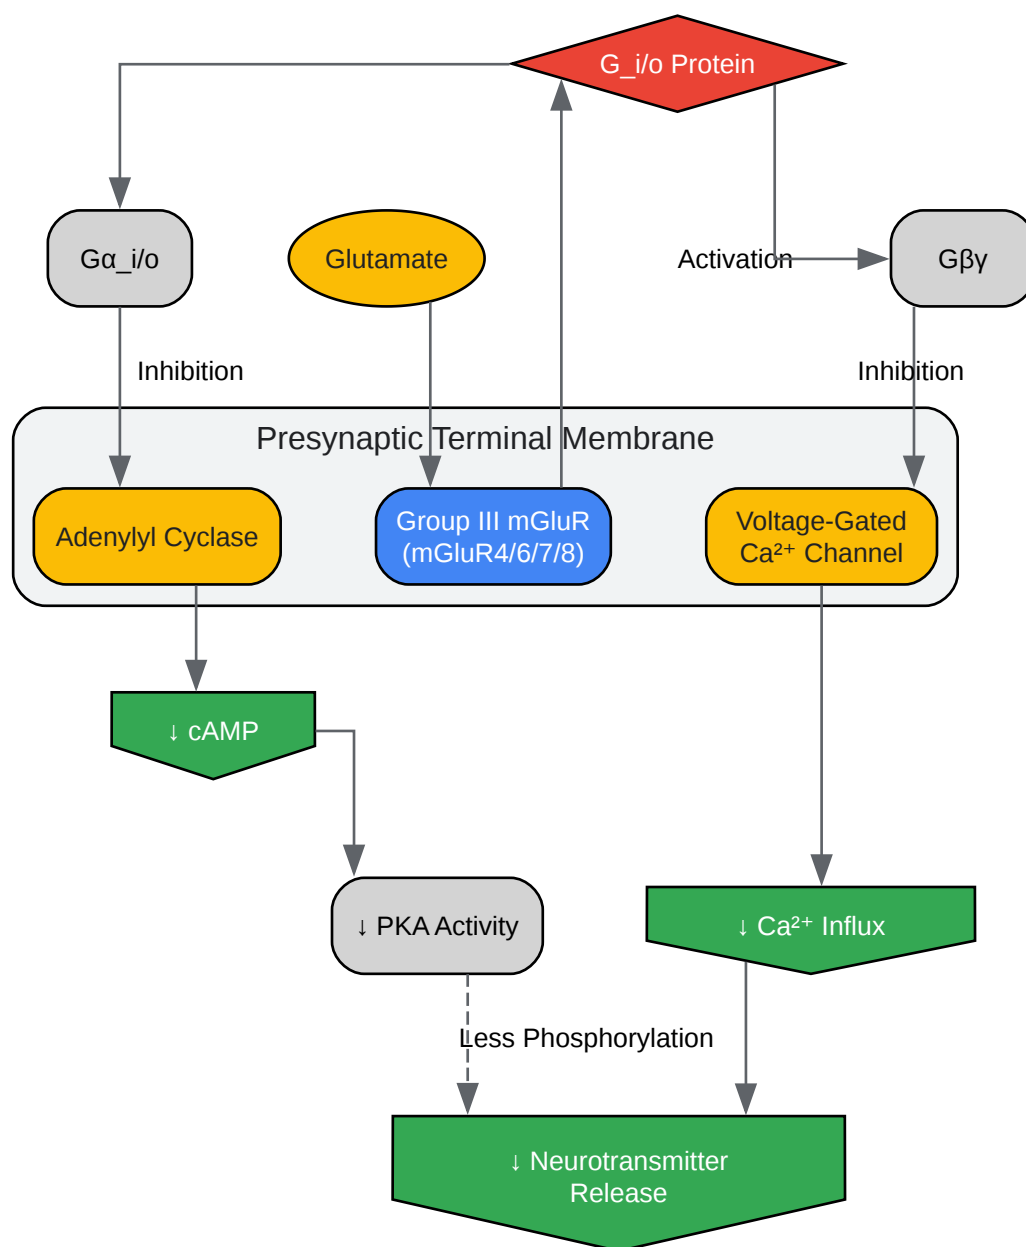 G_i/o Protein
Gα_i/o
Glutamate
Activation
Gβγ
Inhibition
Inhibition
Presynaptic Terminal Membrane
Adenylyl Cyclase
Group III mGluR
(mGluR4/6/7/8)
Voltage-Gated
Ca²⁺ Channel
↓ cAMP
↓ PKA Activity
↓ Ca²⁺ Influx
Less Phosphorylation
↓ Neurotransmitter
Release